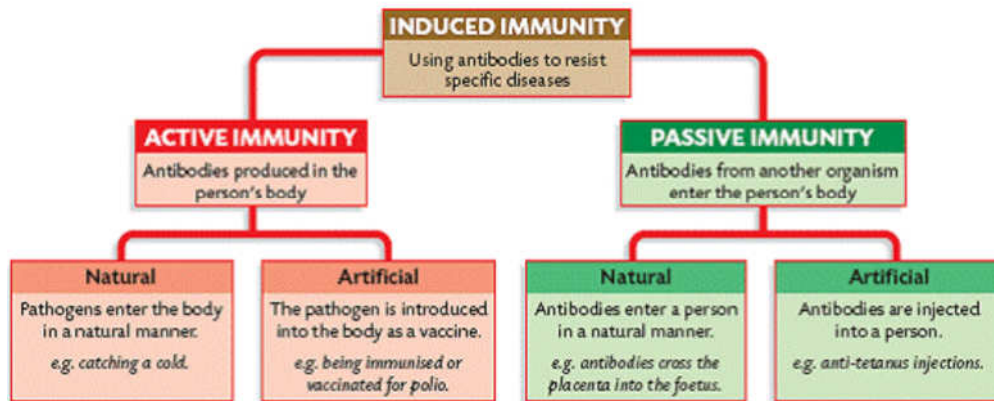 INDUCED IMMUNITY
Using antibodies to resist
specific diseases
ACTIVE IMMUNITY
Antibodies produced in the
person's body
PASSIVE IMMUNITY
Antibodies from another organism
enter the person's body
Natural
Pathogens enter the body
in a natural manner.
e.g. catching a cold.
Artificial
The pathogen is introduced
into the body as a vaccine.
e.g. being immunised or
vaccinated for polio.
Natural
Antibodies enter a person
in a natural manner.
e.g. antibodies cross the
placenta into the foetus.
Artificial
Antibodies are injected
into a person.
e.g. anti-tetanus injections.